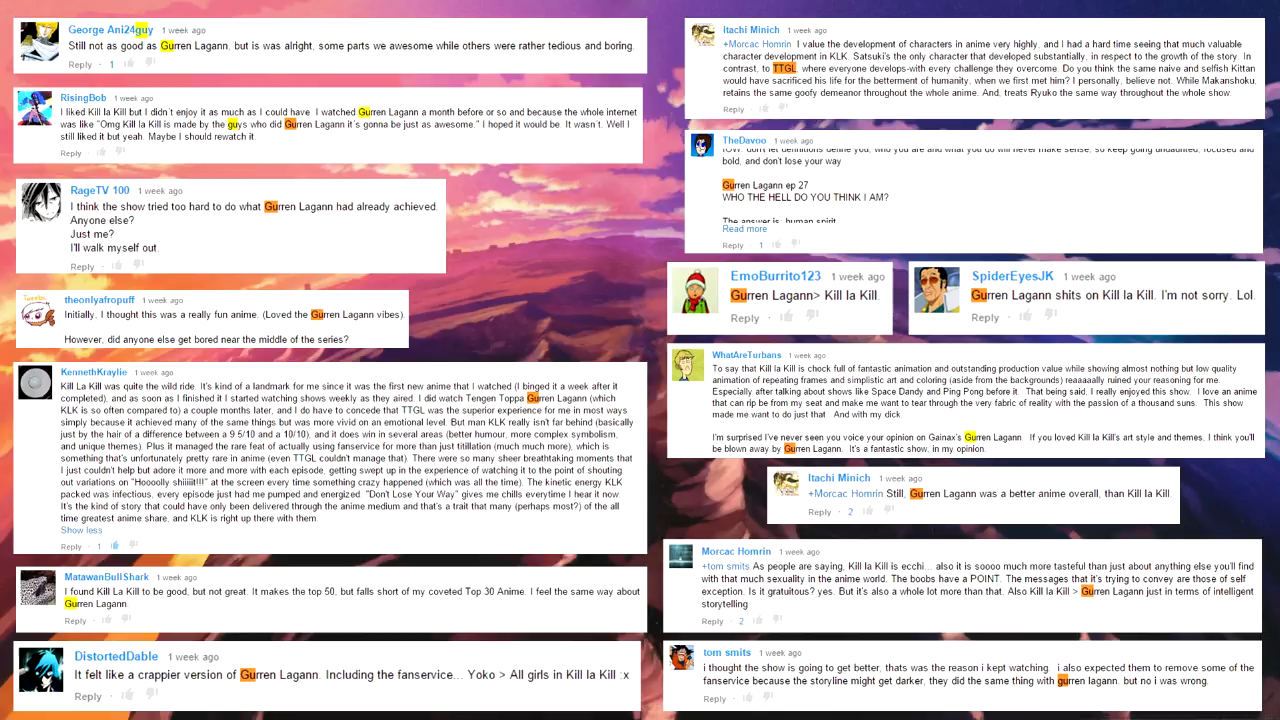 George Ani24guy 1 week ago
Still not as good as Gurren Lagann, but is was alright, some parts we awesome while others were rather tedious and boring.
Reply · 1
RisingBob 1 week ago
I liked Kill la Kill but I didn't enjoy it as much as I could have. I watched Gurren Lagann a month before or so and because the whole internet
was like "Omg Kill la Kill is made by the guys who did Gurren Lagann it´s gonna be just as awesome." I hoped it would be. It wasn't. Well I
still liked it but yeah. Maybe I should rewatch it.
Reply ·
RageTV 100 1 week ago
I think the show tried too hard to do what Gurren Lagann had already achieved.
Anyone else?
Just me?
I'll walk myself out.
Reply ·
theonlyafropuff 1 week ago
Initially, I thought this was a really fun anime. (Loved the Gurren Lagann vibes).
However, did anyone else get bored near the middle of the series?
KennethKraylie 1 week ago
Kill La Kill was quite the wild ride. It's kind of a landmark for me since it was the first new anime that I watched (I binged it a week after it
completed), and as soon as I finished it I started watching shows weekly as they aired. I did watch Tengen Toppa Gurren Lagann (which
KLK is so often compared to) a couple months later, and I do have to concede that TTGL was the superior experience for me in most ways
simply because it achieved many of the same things but was more vivid on an emotional level. But man KLK really isn't far behind (basically
just by the hair of a difference between a 9.5/10 and a 10/10), and it does win in several areas (better humour, more complex symbolism,
and unique themes). Plus it managed the rare feat of actually using fanservice for more than just titillation (much much more), which is
something that's unfortunately pretty rare in anime (even TTGL couldn't manage that). There were so many sheer breathtaking moments that
I just couldn't help but adore it more and more with each episode, getting swept up in the experience of watching it to the point of shouting
out variations on "Hooooolly shiiiiit!!!" at the screen every time something crazy happened (which was all the time). The kinetic energy KLK
packed was infectious, every episode just had me pumped and energized. "Don't Lose Your Way" gives me chills everytime I hear it now.
It's the kind of story that could have only been delivered through the anime medium and that's a trait that many (perhaps most?) of the all
time greatest anime share, and KLK is right up there with them.
Show less
Reply · 1
MatawanBullShark 1 week ago
I found Kill La Kill to be good, but not great. It makes the top 50, but falls short of my coveted Top 30 Anime. I feel the same way about
Gurren Lagann.
Reply ·
DistortedDable 1 week ago
It felt like a crappier version of Gurren Lagann. Including the fanservice... Yoko > All girls in Kill la Kill :x
Reply ·
Itachi Minich 1 week ago
+Morcac Homrin I value the development of characters in anime very highly, and I had a hard time seeing that much valuable
character development in KLK. Satsuki's the only character that developed substantially, in respect to the growth of the story. In
contrast, to TTGL, where everyone develops-with every challenge they overcome. Do you think the same naive and selfish Kittan
would have sacrificed his life for the betterment of humanity, when we first met him? I personally, believe not. While Makanshoku,
retains the same goofy demeanor throughout the whole anime. And, treats Ryuko the same way throughout the whole show.
Reply ·
TheDavoo 1 week ago
IOW: don't let definitions define you, who you are and what you do will never make sense, so keep going undaunted, focused and
bold, and don't lose your way
Gurren Lagann ep 27
WHO THE HELL DO YOU THINK I AM?
The answer is: human spirit
Read more
Reply · 1
EmoBurrito123 1 week ago
Gurren Lagann> Kill la Kill.
Reply ·
SpiderEyesJK 1 week ago
Gurren Lagann shits on Kill la Kill. I'm not sorry. Lol.
Reply ·
WhatAreTurbans 1 week ago
To say that Kill la Kill is chock full of fantastic animation and outstanding production value while showing almost nothing but low quality
animation of repeating frames and simplistic art and coloring (aside from the backgrounds) reaaaaally ruined your reasoning for me.
Especially after talking about shows like Space Dandy and Ping Pong before it. That being said, I really enjoyed this show. I love an anime
that can rip be from my seat and make me want to tear through the very fabric of reality with the passion of a thousand suns. This show
made me want to do just that. And with my dick
I'm surprised I've never seen you voice your opinion on Gainax's Gurren Lagann. If you loved Kill la Kill's art style and themes, I think you'll
be blown away by Gurren Lagann. It's a fantastic show, in my opinion.
Itachi Minich 1 week ago
+Morcac Homrin Still, Gurren Lagann was a better anime overall, than Kill la Kill.
Reply · 2
Morcac Homrin 1 week ago
+tom smits As people are saying, Kill la Kill is ecchi... also it is soooo much more tasteful than just about anything else you'll find
with that much sexuality in the anime world. The boobs have a POINT. The messages that it's trying to convey are those of self
exception. Is it gratuitous? yes. But it's also a whole lot more than that. Also Kill la Kill > Gurren Lagann just in terms of intelligent
storytelling
Reply · 2
tom smits 1 week ago
i thought the show is going to get better, thats was the reason i kept watching. i also expected them to remove some of the
fanservice because the storyline might get darker, they did the same thing with gurren lagann. but no i was wrong.
Reply ·